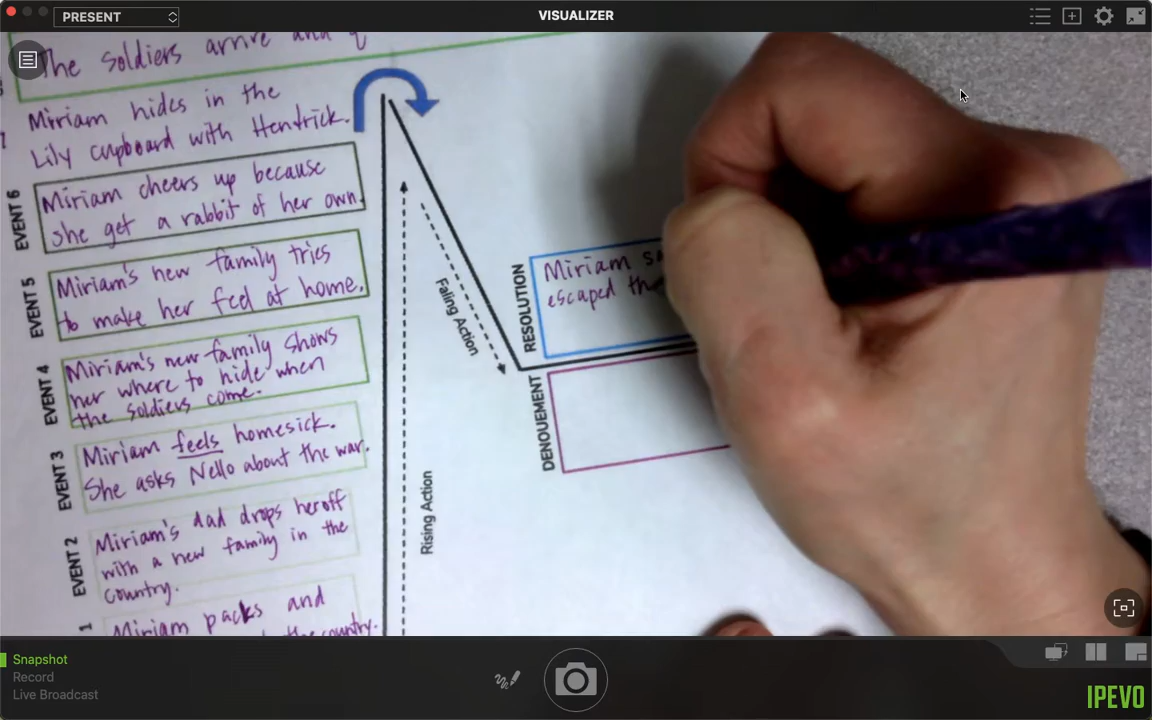 PRESENT
VISUALIZER
The soldiers arrive and
Miriam hides in the
Lily cupboard with Hendrick.
EVENT 6
Miriam cheers up because
she get a rabbit of her own.
EVENT 5
Miriam's new family tries
to make her feel at home.
EVENT 4
Miriam's new family shows
her where to hide when
the soldiers come.
EVENT 3
Miriam feels homesick.
She asks Nello about the war.
EVENT 2
Miriam's dad drops her off
with a new family in the
country.
1
Miriam packs and
the country.
Rising Action
Faling Action
RESOLUTION
Miriam
escaped
DENOUEMENT
Snapshot
Record
Live Broadcast
IPEVO